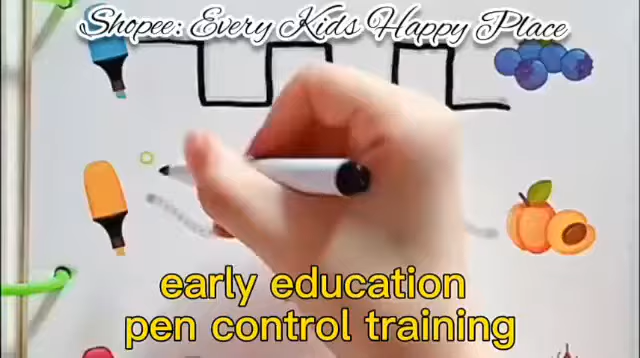 Shopee: Every Kids Happy Place
early education
pen control training